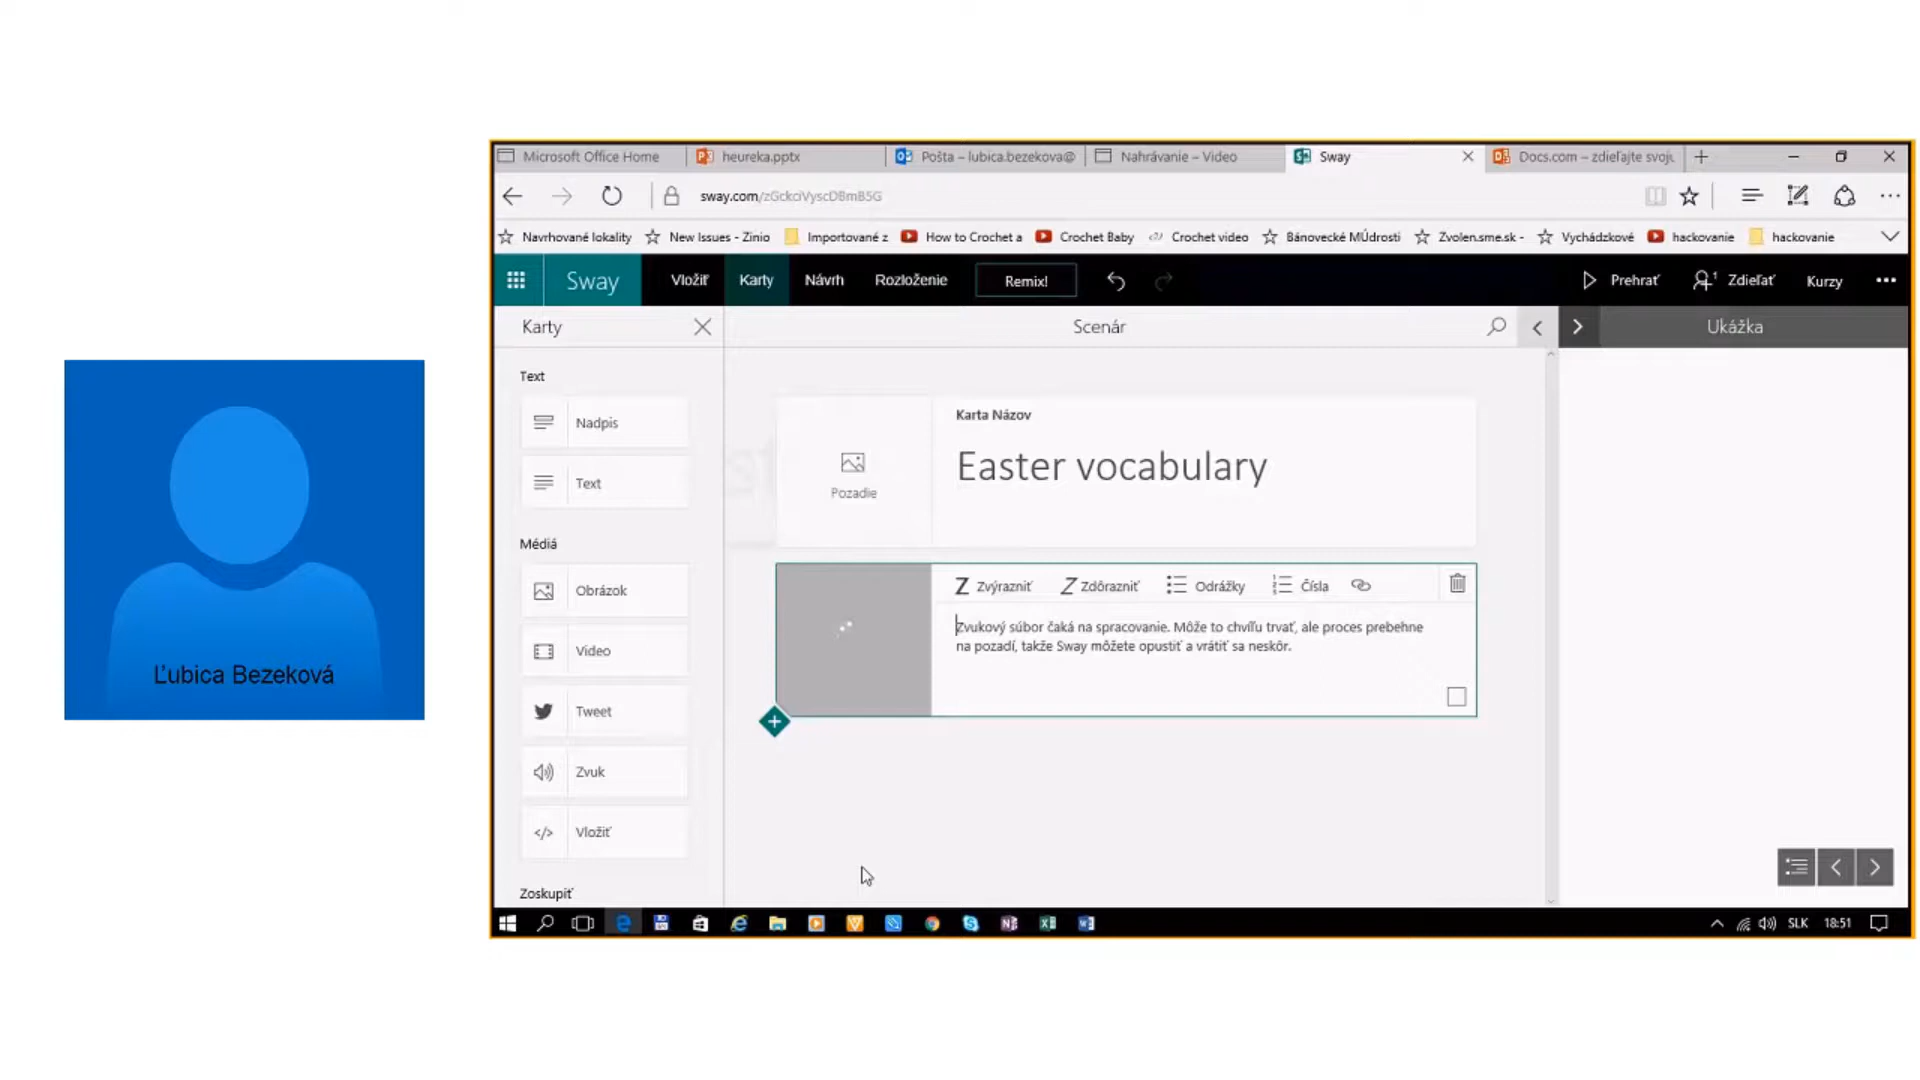 Ľubica Bezeková
Microsoft Office Home
heureka.pptx
Pošta – lubica.bezekova@
Nahrávanie – Video
Sway
Docs.com – zdieľajte svoju
sway.com/zGckciVyscDBmB5G
Navrhované lokality
New Issues - Zinio
Importované z
How to Crochet a
Crochet Baby
Crochet video
Bánovecké MÚdrosti
Zvolen.sme.sk -
Vychádzkové
hackovanie
hackovanie
Sway
Vložiť
Karty
Návrh
Rozloženie
Remix!
Prehrať
Zdieľať
Kurzy
Karty
Scenár
Ukážka
Text
Nadpis
Text
Médiá
Obrázok
Video
Tweet
Zvuk
Vložiť
Zoskupiť
Karta Názov
Pozadie
Easter vocabulary
Z Zvýrazniť
Z Zdôrazniť
Odrážky
Čísla
Zvukový súbor čaká na spracovanie. Môže to chvíľu trvať, ale proces prebehne
na pozadí, takže Sway môžete opustiť a vrátiť sa neskôr.
SLK
18:51